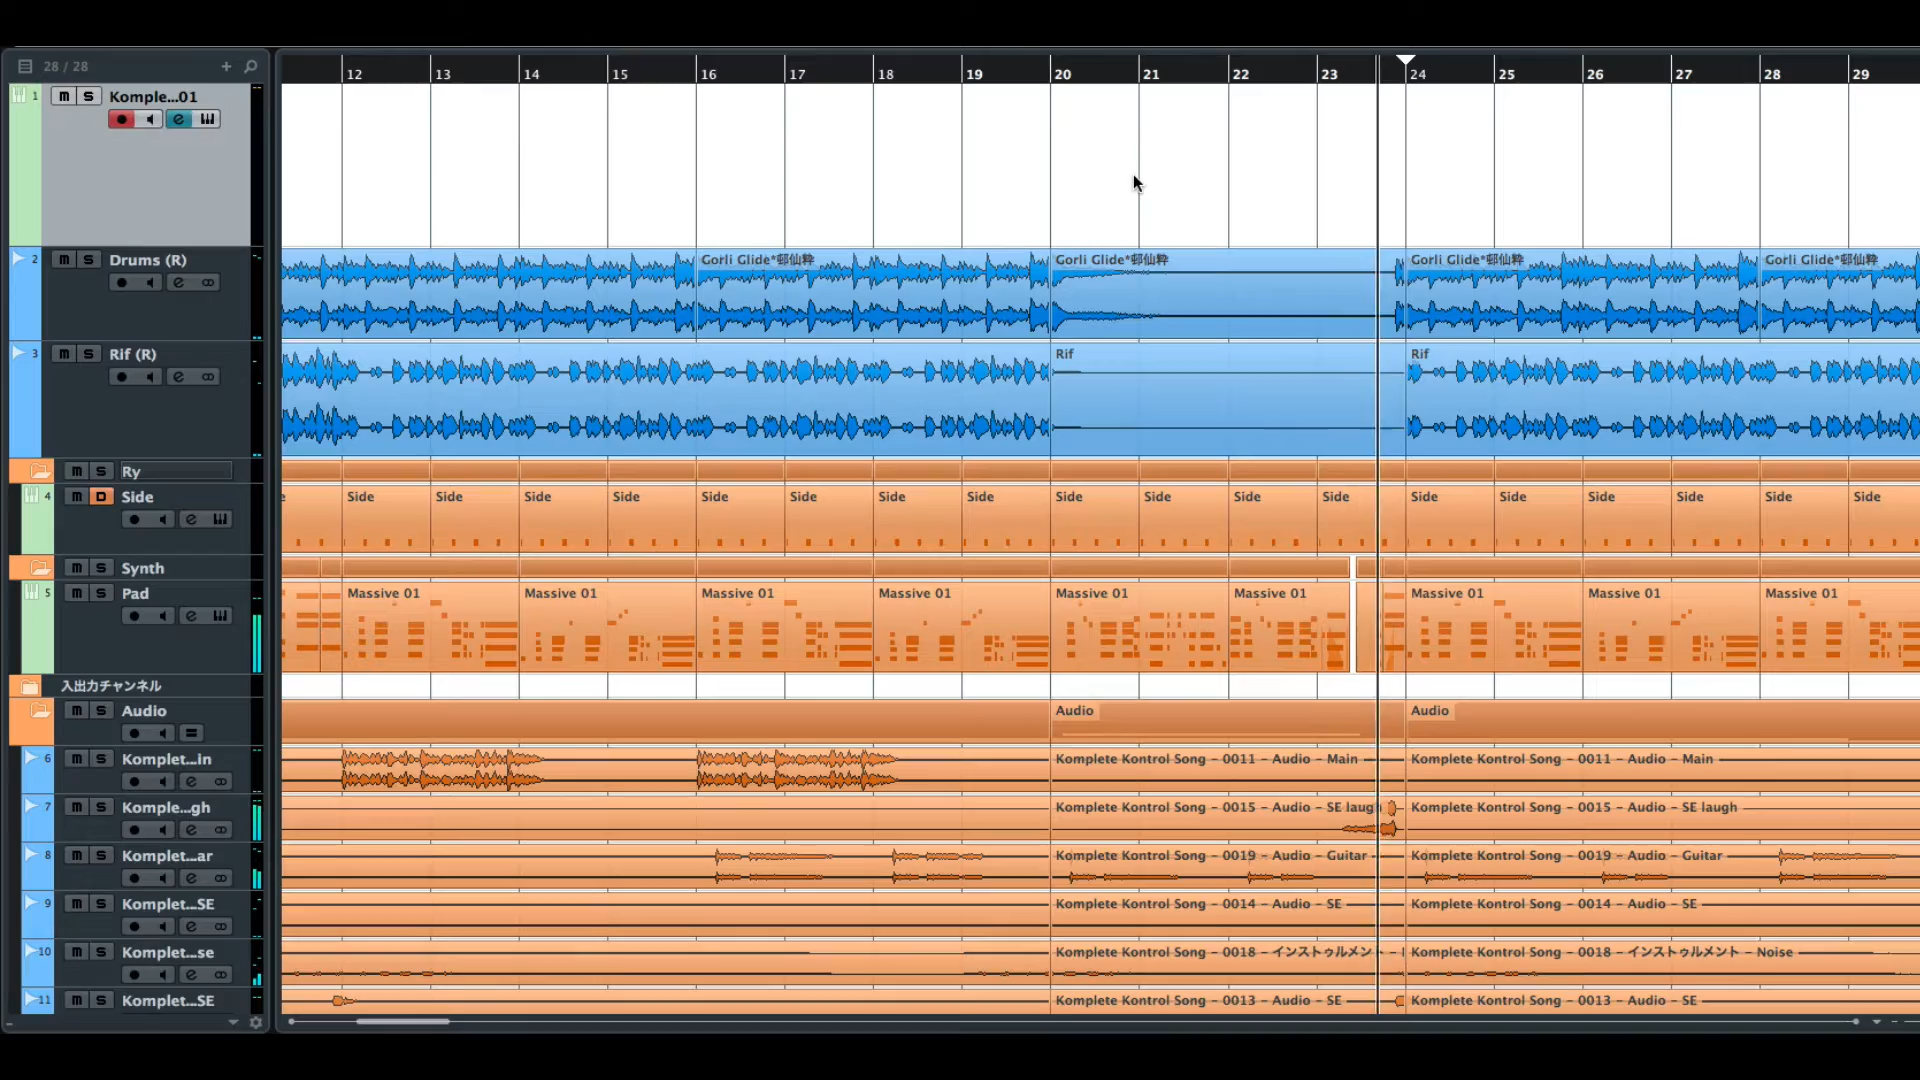 28 / 28
12 13 14 15 16 17 18 19 20 21 22 23 24 25 26 27 28 29
1 m S Komple...01
2 m S Drums (R)
Gorli Glide*郳仙粋 Gorli Glide*郳仙粋 Gorli Glide*郳仙粋 Gorli Glide*郳仙粋
3 m S Rif (R)
Rif Rif
m S Ry
4 m D Side
e Side Side Side Side Side Side Side Side Side Side Side Side Side Side Side Side Side Side
m S Synth
5 m S Pad
Massive 01 Massive 01 Massive 01 Massive 01 Massive 01 Massive 01 Massive 01 Massive 01 Massive 01
入出力チャンネル
m S Audio
Audio Audio
6 m S Komplet...in
Komplete Kontrol Song - 0011 - Audio - Main Komplete Kontrol Song - 0011 - Audio - Main
7 m S Komple...gh
Komplete Kontrol Song - 0015 - Audio - SE laugh Komplete Kontrol Song - 0015 - Audio - SE laugh
8 m S Komplet...ar
Komplete Kontrol Song - 0019 - Audio - Guitar Komplete Kontrol Song - 0019 - Audio - Guitar
9 m S Komplet...SE
Komplete Kontrol Song - 0014 - Audio - SE Komplete Kontrol Song - 0014 - Audio - SE
10 m S Komplet...se
Komplete Kontrol Song - 0018 - インストゥルメント - Komplete Kontrol Song - 0018 - インストゥルメント - Noise
11 m S Komplet...SE
Komplete Kontrol Song - 0013 - Audio - SE Komplete Kontrol Song - 0013 - Audio - SE